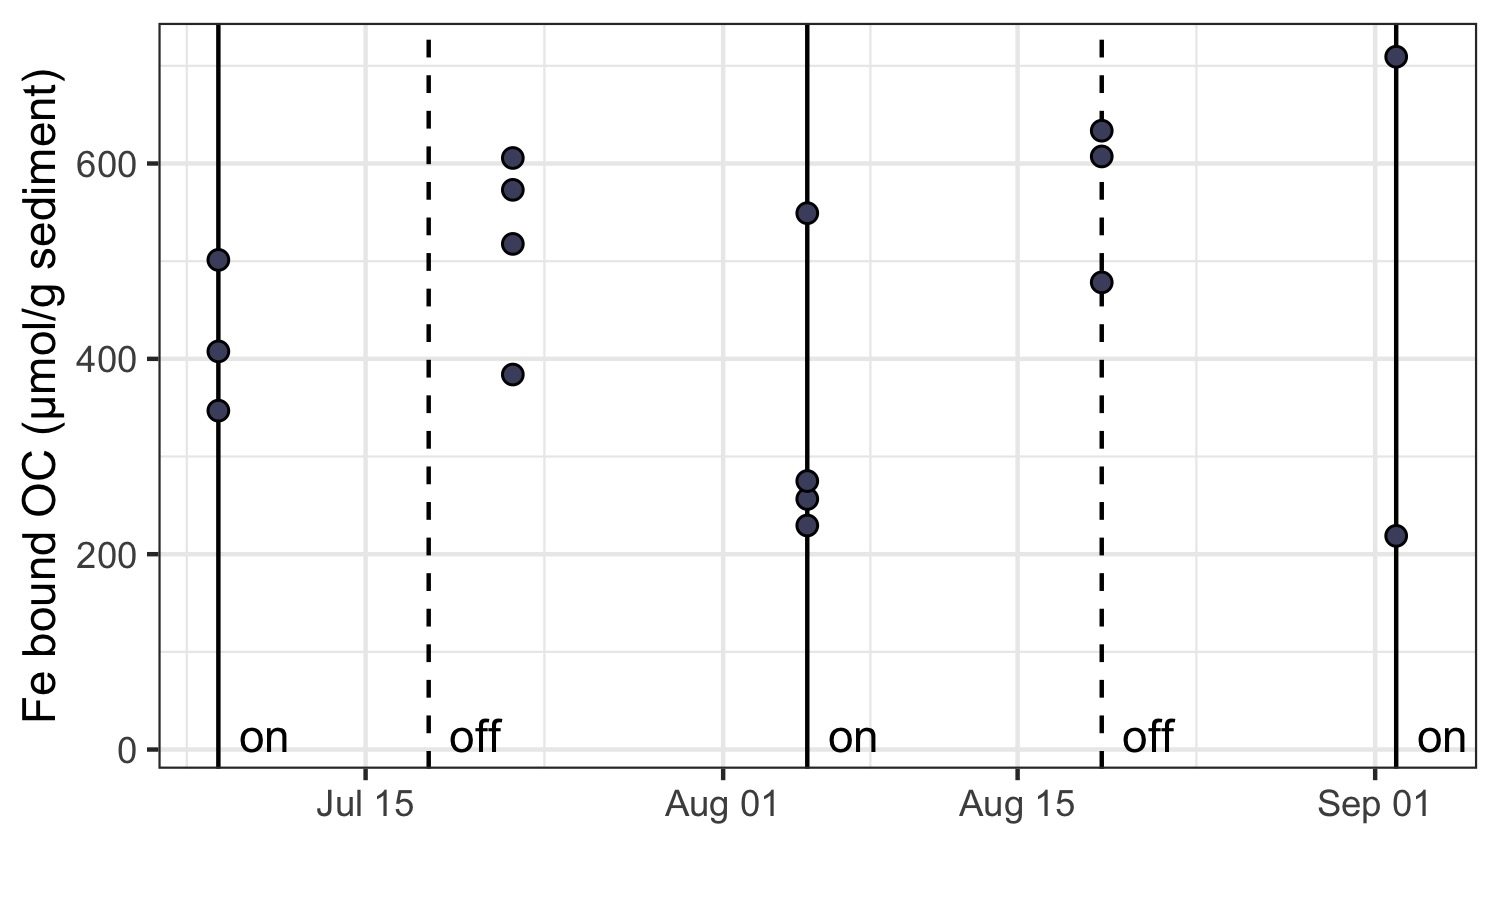 Fe bound OC (µmol/g sediment)
600
400
200
0
on
off
on
off
on
Jul 15
Aug 01
Aug 15
Sep 01